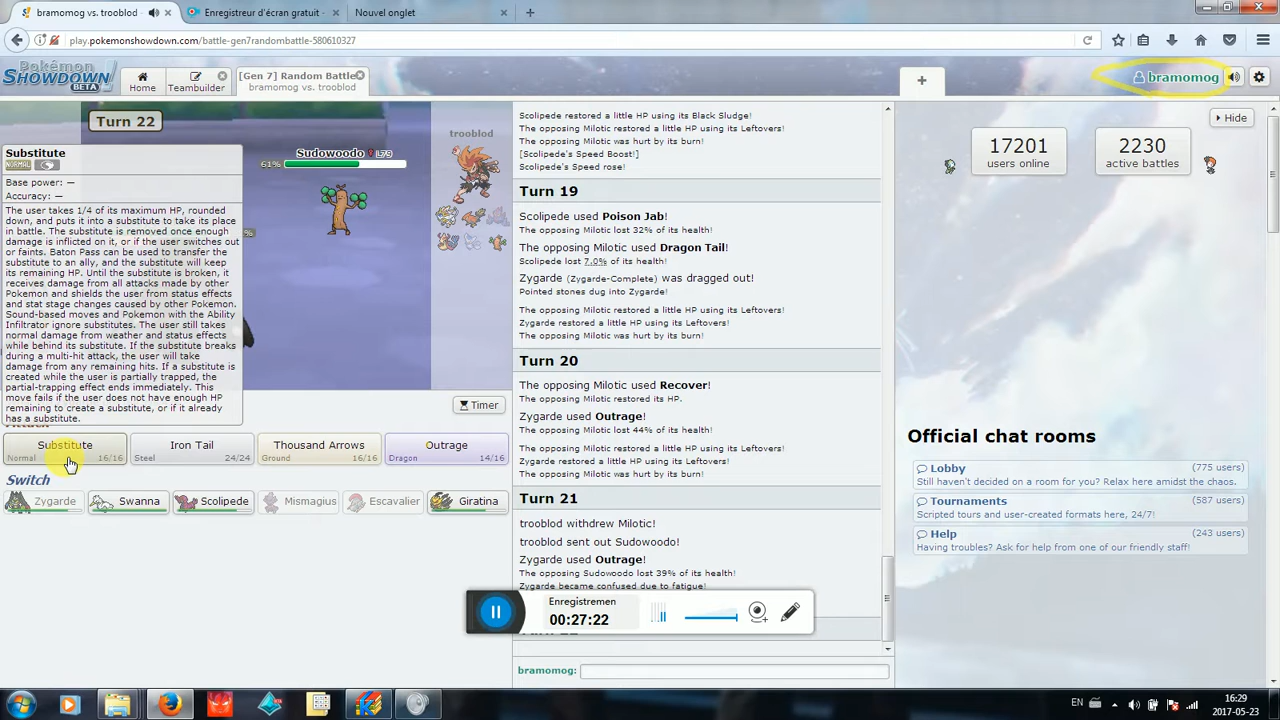 bramomog vs. trooblod -
Enregistreur d'écran gratuit -
Nouvel onglet
play.pokemonshowdown.com/battle-gen7randombattle-580610327
Pokémon
SHOWDOWN!
BETA
Home
Teambuilder
[Gen 7] Random Battle
bramomog vs. trooblod
+
bramomog
Turn 22
Substitute
NORMAL
Base power: —
Accuracy: —
The user takes 1/4 of its maximum HP, rounded
down, and puts it into a substitute to take its place
in battle. The substitute is removed once enough
damage is inflicted on it, or if the user switches out
or faints. Baton Pass can be used to transfer the
substitute to an ally, and the substitute will keep
its remaining HP. Until the substitute is broken, it
receives damage from all attacks made by other
Pokemon and shields the user from status effects
and stat stage changes caused by other Pokemon.
Sound-based moves and Pokemon with the Ability
Infiltrator ignore substitutes. The user still takes
normal damage from weather and status effects
while behind its substitute. If the substitute breaks
during a multi-hit attack, the user will take
damage from any remaining hits. If a substitute is
created while the user is partially trapped, the
partial-trapping effect ends immediately. This
move fails if the user does not have enough HP
remaining to create a substitute, or if it already
has a substitute.
Sudowoodo L79
61%
trooblod
Timer
Substitute
Normal 16/16
Iron Tail
Steel 24/24
Thousand Arrows
Ground 16/16
Outrage
Dragon 14/16
Switch
Zygarde
Swanna
Scolipede
Mismagius
Escavalier
Giratina
Scolipede restored a little HP using its Black Sludge!
The opposing Milotic restored a little HP using its Leftovers!
The opposing Milotic was hurt by its burn!
[Scolipede's Speed Boost!]
Scolipede's Speed rose!
Turn 19
Scolipede used Poison Jab!
The opposing Milotic lost 32% of its health!
The opposing Milotic used Dragon Tail!
Scolipede lost 7.0% of its health!
Zygarde (Zygarde-Complete) was dragged out!
Pointed stones dug into Zygarde!
The opposing Milotic restored a little HP using its Leftovers!
Zygarde restored a little HP using its Leftovers!
The opposing Milotic was hurt by its burn!
Turn 20
The opposing Milotic used Recover!
The opposing Milotic restored its HP.
Zygarde used Outrage!
The opposing Milotic lost 44% of its health!
The opposing Milotic restored a little HP using its Leftovers!
Zygarde restored a little HP using its Leftovers!
The opposing Milotic was hurt by its burn!
Turn 21
trooblod withdrew Milotic!
trooblod sent out Sudowoodo!
Zygarde used Outrage!
The opposing Sudowoodo lost 39% of its health!
Zygarde became confused due to fatigue!
Enregistremen
00:27:22
bramomog:
Hide
17201
users online
2230
active battles
Official chat rooms
Lobby (775 users)
Still haven't decided on a room for you? Relax here amidst the chaos.
Tournaments (587 users)
Scripted tours and user-created formats here, 24/7!
Help (243 users)
Having troubles? Ask for help from one of our friendly staff!
EN
16:29
2017-05-23